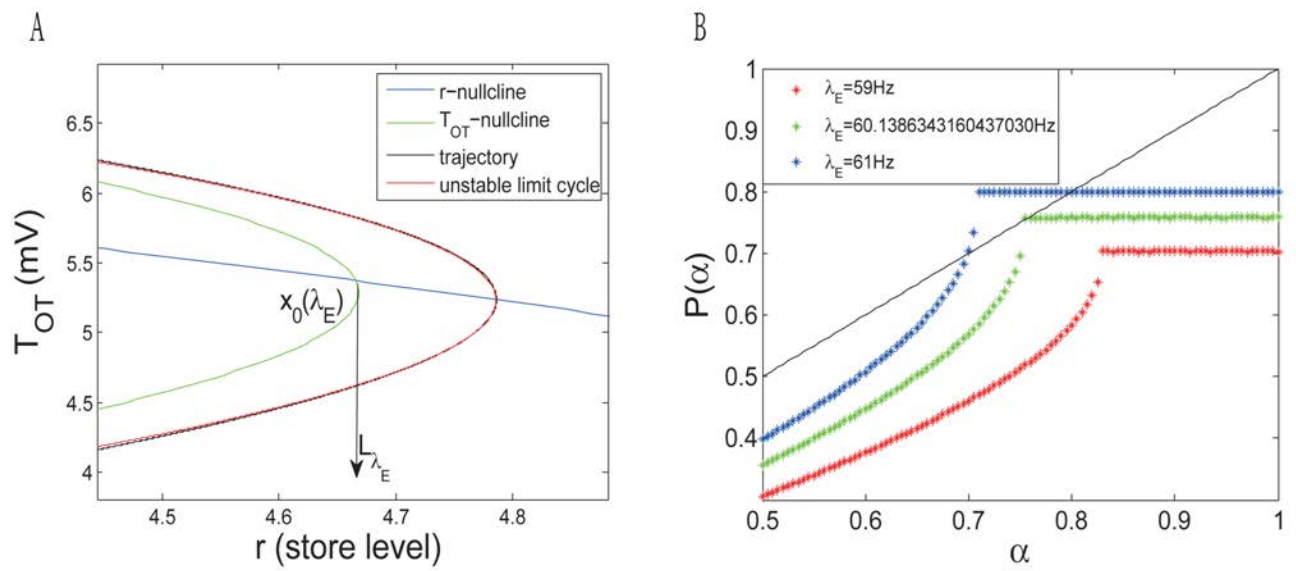 A
r−nullcline
T_OT−nullcline
trajectory
unstable limit cycle
6.5
6
5.5
5
4.5
4
T_OT (mV)
x_0(λ_E)
L_λ_E
4.5
4.6
4.7
4.8
r (store level)
B
λ_E=59Hz
λ_E=60.1386343160437030Hz
λ_E=61Hz
1
0.9
0.8
0.7
0.6
0.5
0.4
P(α)
0.5
0.6
0.7
0.8
0.9
1
α